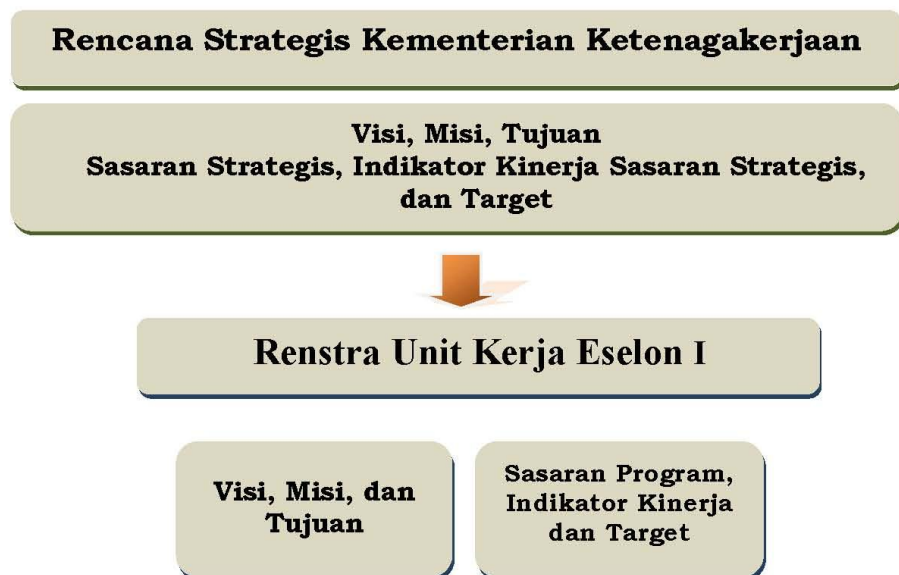 Rencana Strategis Kementerian Ketenagakerjaan
Visi, Misi, Tujuan
Sasaran Strategis, Indikator Kinerja Sasaran Strategis,
dan Target
Renstra Unit Kerja Eselon I
Visi, Misi, dan
Tujuan
Sasaran Program,
Indikator Kinerja
dan Target